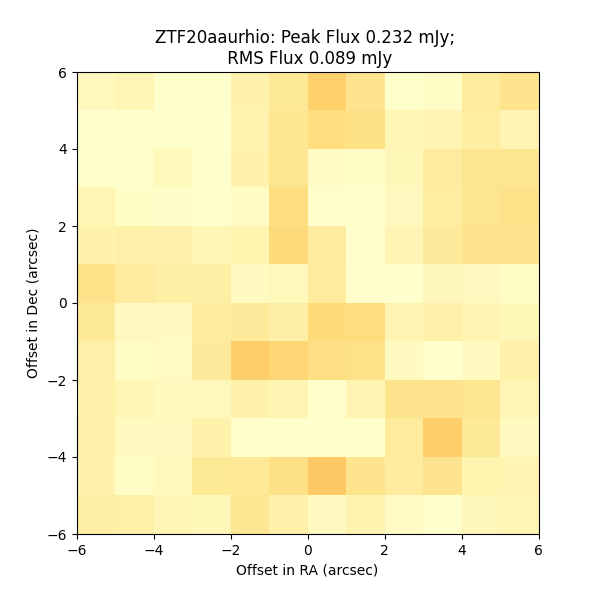 ZTF20aaurhio: Peak Flux 0.232 mJy;
RMS Flux 0.089 mJy
6
4
2
0
−2
−4
−6
Offset in Dec (arcsec)
−6 −4 −2 0 2 4 6
Offset in RA (arcsec)